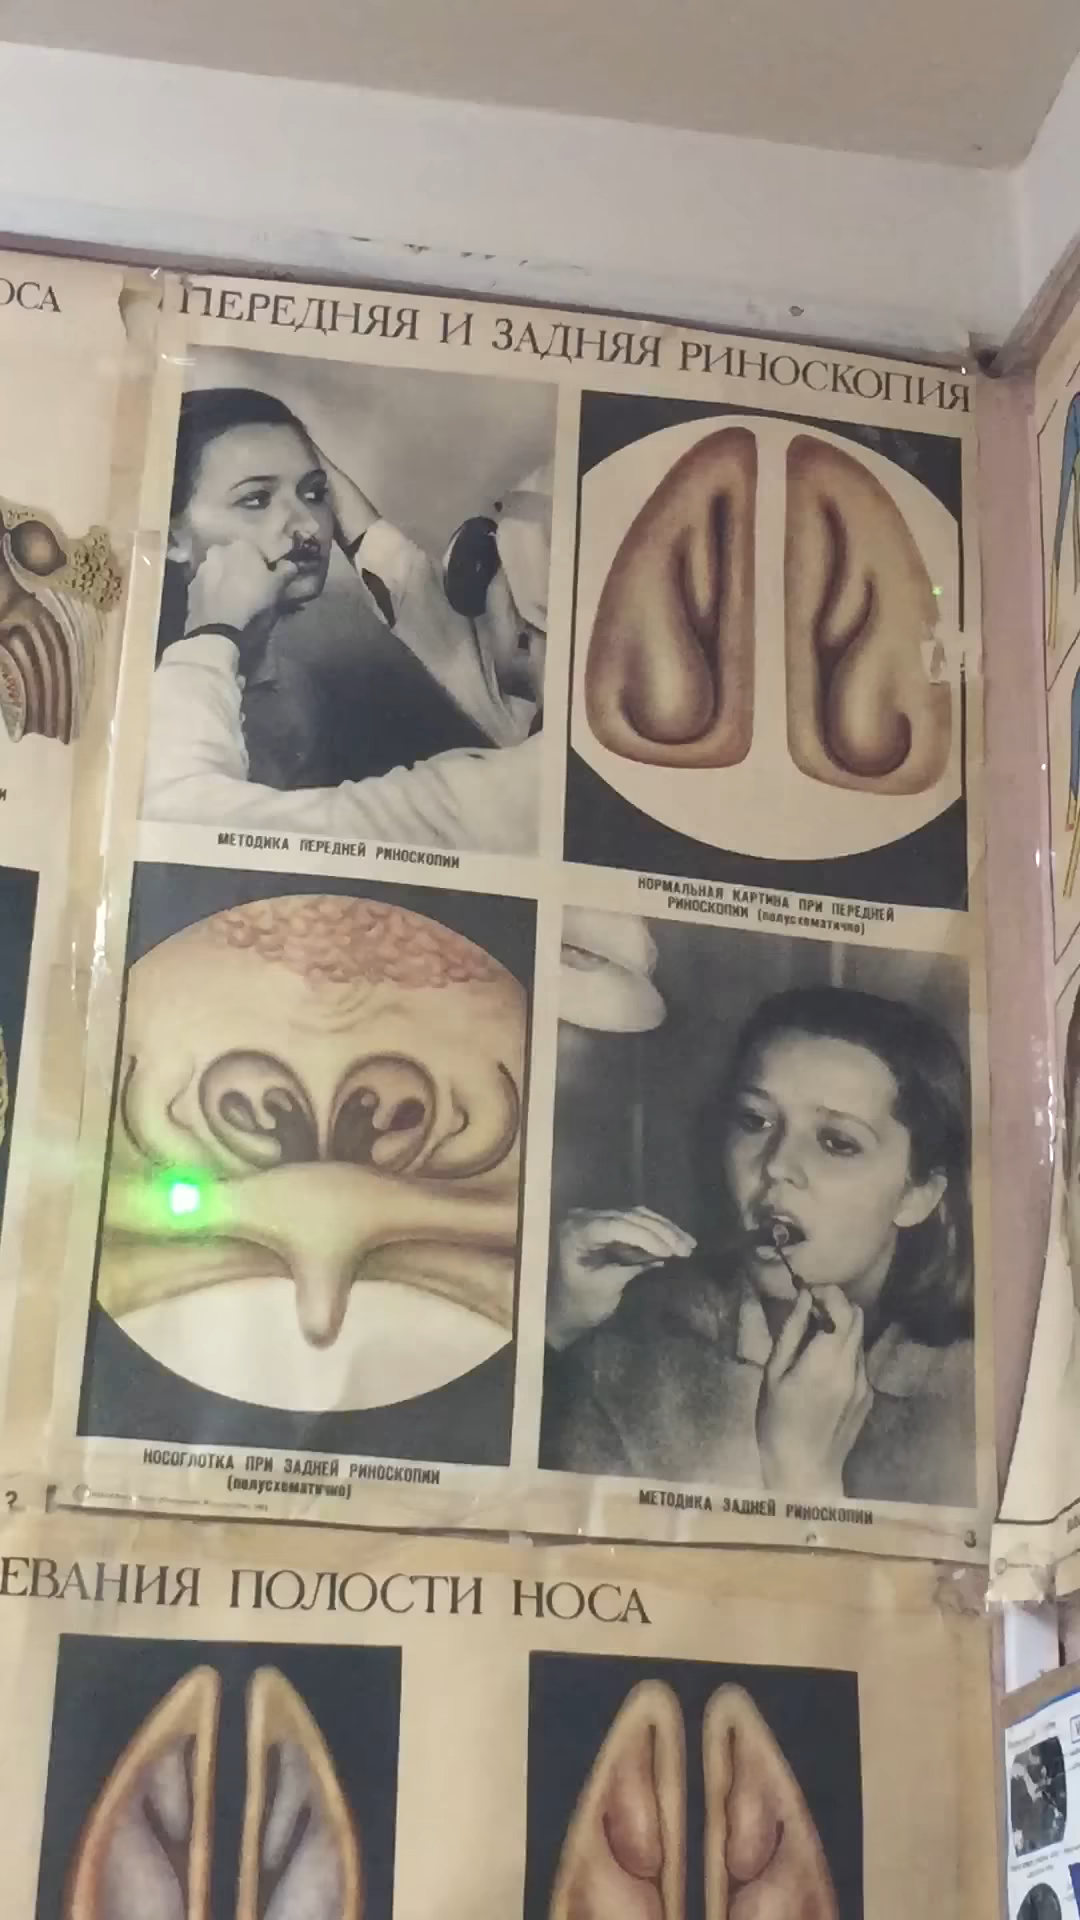 ОСА
ПЕРЕДНЯЯ И ЗАДНЯЯ РИНОСКОПИЯ
МЕТОДИКА ПЕРЕДНЕЙ РИНОСКОПИИ
НОРМАЛЬНАЯ КАРТИНА ПРИ ПЕРЕДНЕЙ
РИНОСКОПИИ (полусхематично)
НОСОГЛОТКА ПРИ ЗАДНЕЙ РИНОСКОПИИ
(полусхематично)
МЕТОДИКА ЗАДНЕЙ РИНОСКОПИИ
3
ЕВАНИЯ ПОЛОСТИ НОСА